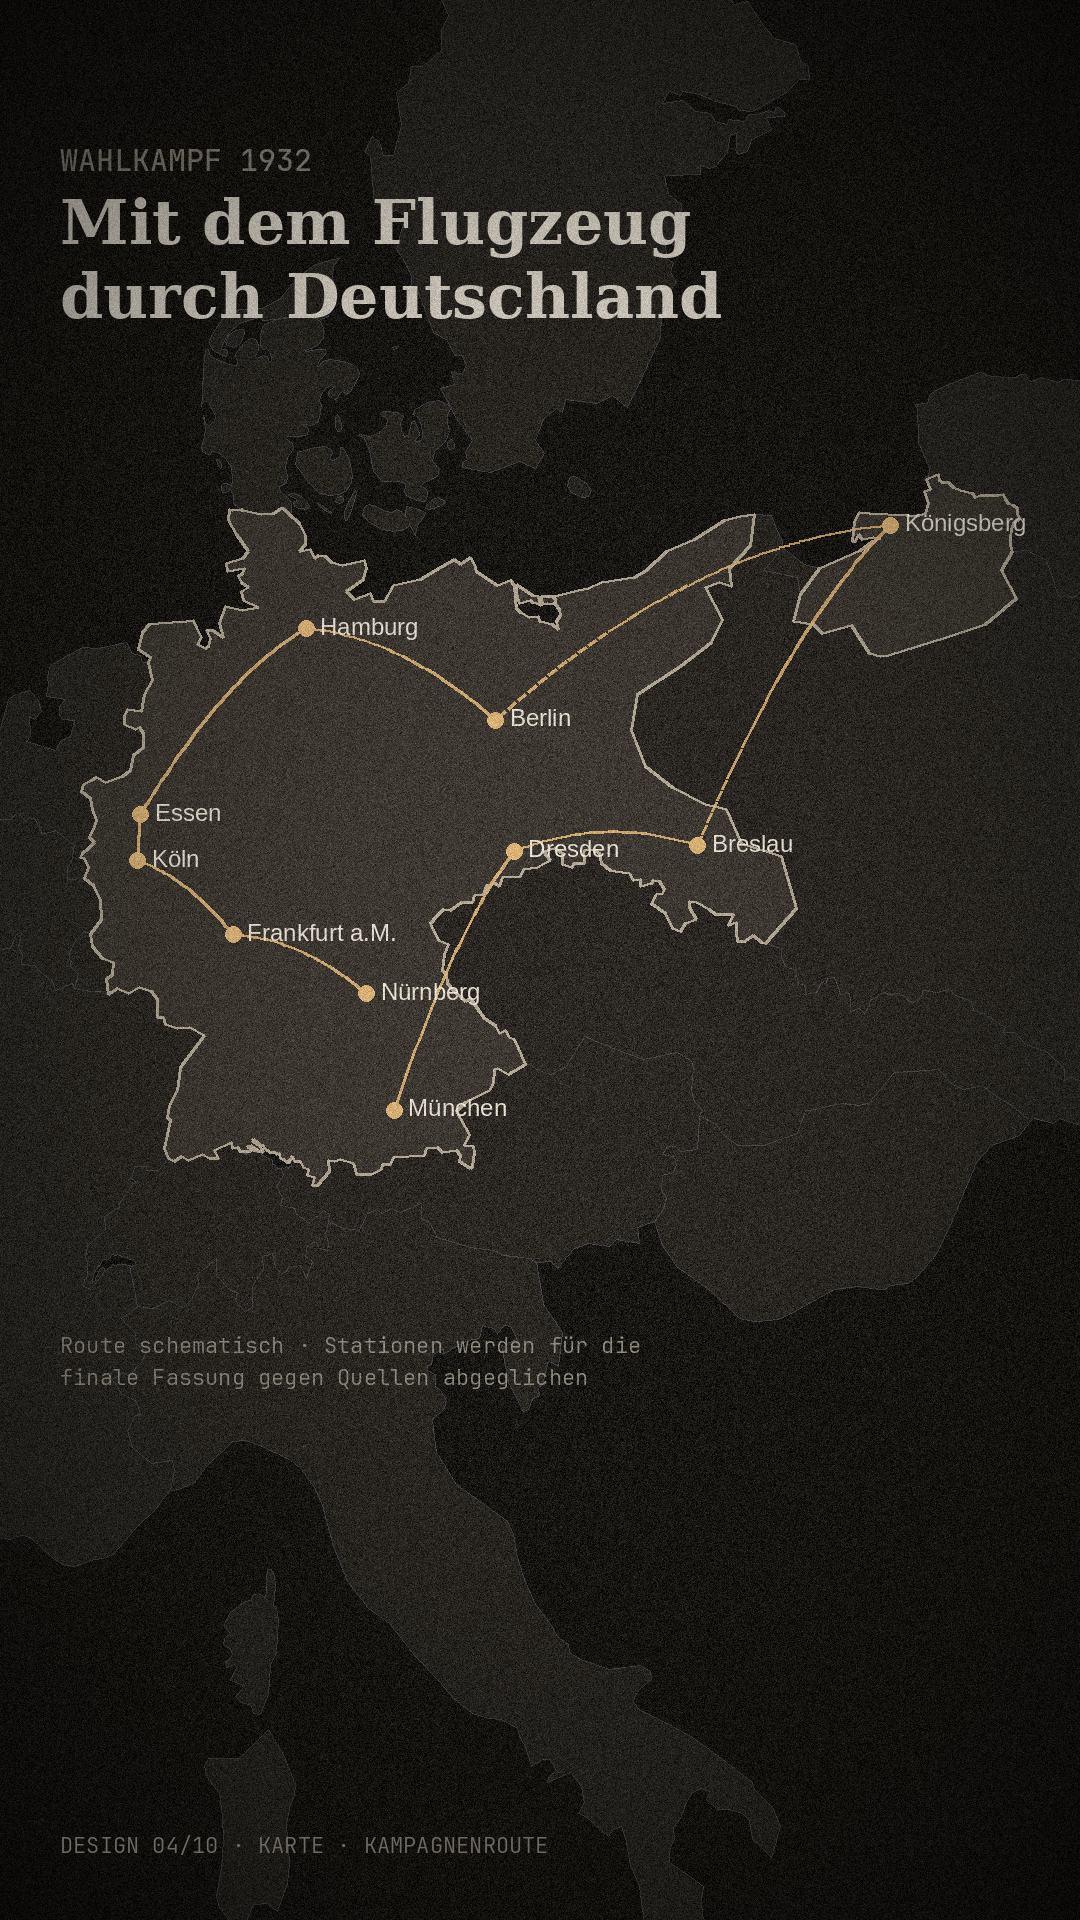 WAHLKAMPF 1932
Mit dem Flugzeug
durch Deutschland
Königsberg
Hamburg
Berlin
Essen
Breslau
Dresden
Köln
Frankfurt a.M.
Nürnberg
München
Route schematisch · Stationen werden für die
finale Fassung gegen Quellen abgeglichen
DESIGN 04/10 · KARTE · KAMPAGNENROUTE